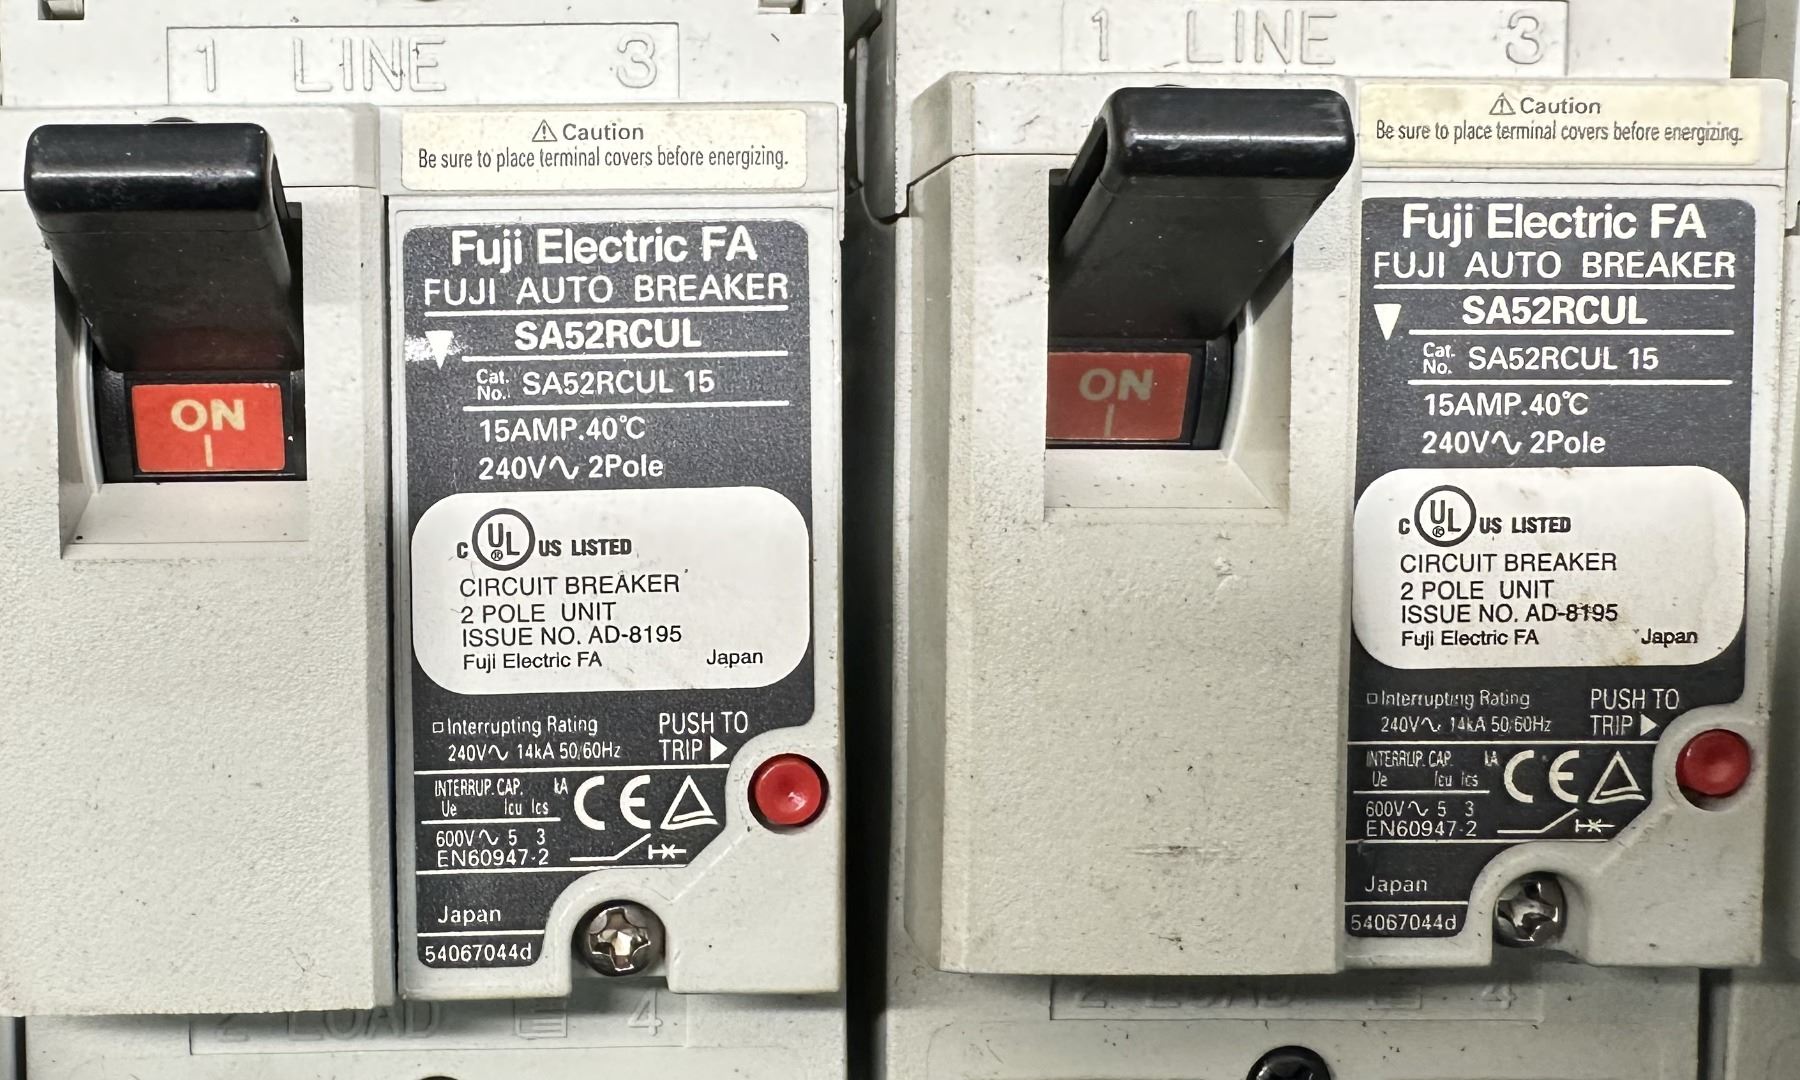 1 LINE 3
⚠ Caution
Be sure to place terminal covers before energizing.
ON
|
Fuji Electric FA
FUJI AUTO BREAKER
SA52RCUL
Cat. No. SA52RCUL 15
15AMP.40℃
240V∿ 2Pole
C UL® US LISTED
CIRCUIT BREAKER
2 POLE UNIT
ISSUE NO. AD-8195
Fuji Electric FA Japan
□Interrupting Rating
240V∿ 14kA 50/60Hz
PUSH TO
TRIP ▶
INTERRUP. CAP. kA
Ue Icu Ics
600V∿ 5 3
EN60947-2
CE
Japan
54067044d
2 LOAD 4
1 LINE 3
⚠ Caution
Be sure to place terminal covers before energizing.
ON
|
Fuji Electric FA
FUJI AUTO BREAKER
SA52RCUL
Cat. No. SA52RCUL 15
15AMP.40℃
240V∿ 2Pole
C UL® US LISTED
CIRCUIT BREAKER
2 POLE UNIT
ISSUE NO. AD-8195
Fuji Electric FA Japan
□Interrupting Rating
240V∿ 14kA 50/60Hz
PUSH TO
TRIP ▶
INTERRUP. CAP. kA
Ue Icu Ics
600V∿ 5 3
EN60947-2
CE
Japan
54067044d
2 LOAD 4